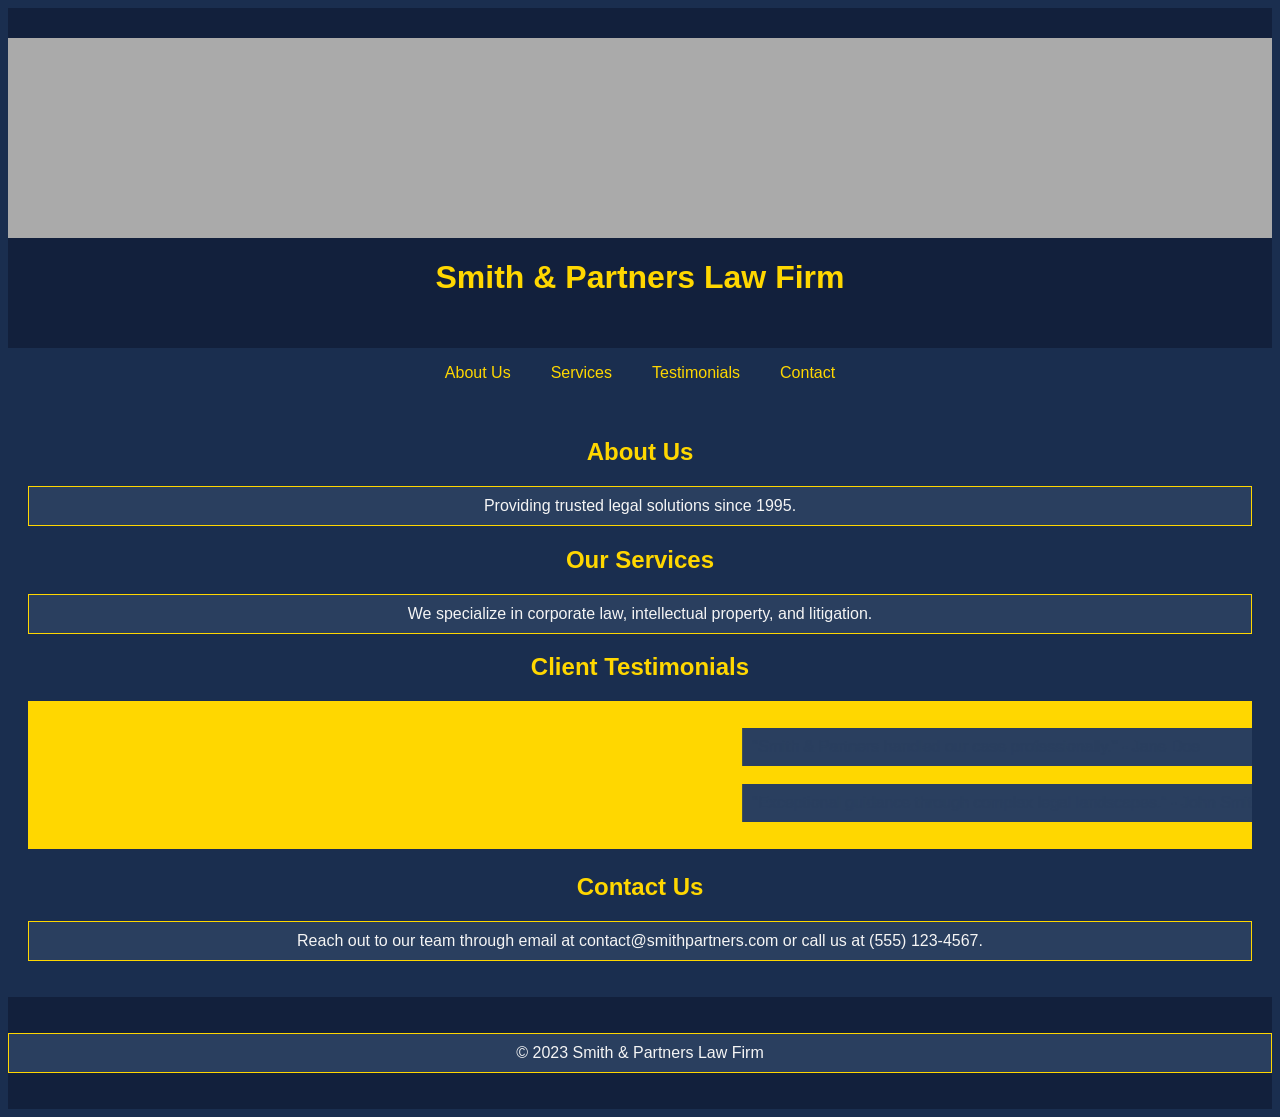 Smith & Partners Law Firm
About Us
Services
Testimonials
Contact
About Us
Providing trusted legal solutions since 1995.
Our Services
We specialize in corporate law, intellectual property, and litigation.
Client Testimonials
Contact Us
Reach out to our team through email at contact@smithpartners.com or call us at (555) 123-4567.
© 2023 Smith & Partners Law Firm